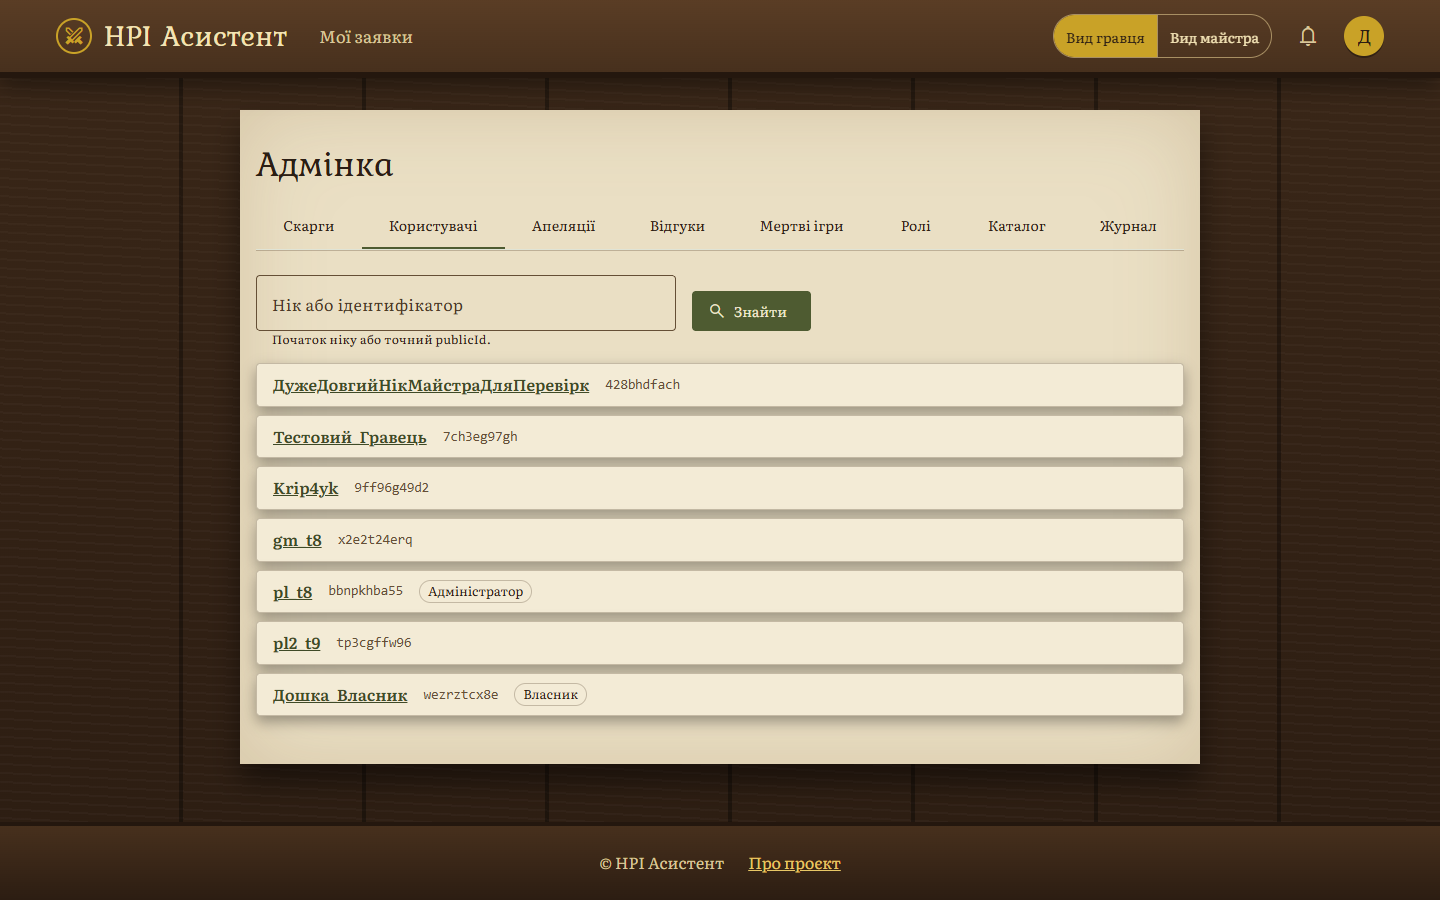 НРІ Асистент
Мої заявки
Вид гравця
Вид майстра
Д
Адмінка
Скарги
Користувачі
Апеляції
Відгуки
Мертві ігри
Ролі
Каталог
Журнал
Нік або ідентифікатор
Знайти
Початок ніку або точний publicId.
ДужеДовгийНікМайстраДляПеревірк 428bhdfach
Тестовий_Гравець 7ch3eg97gh
Krip4yk 9ff96g49d2
gm_t8 x2e2t24erq
pl_t8 bbnpkhba55 Адміністратор
pl2_t9 tp3cgffw96
Дошка_Власник wezrztcx8e Власник
© НРІ Асистент Про проєкт